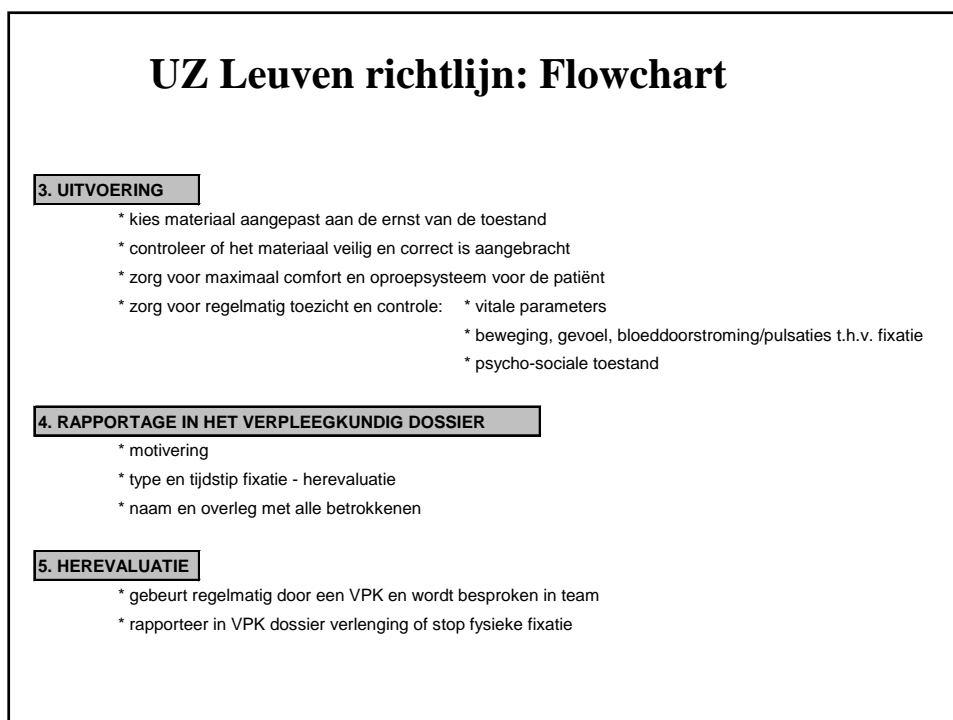 UZ Leuven richtlijn: Flowchart
3. UITVOERING
* kies materiaal aangepast aan de ernst van de toestand
* controleer of het materiaal veilig en correct is aangebracht
* zorg voor maximaal comfort en oproepsysteem voor de patiënt
* zorg voor regelmatig toezicht en controle: * vitale parameters
* beweging, gevoel, bloeddoorstroming/pulsaties t.h.v. fixatie
* psycho-sociale toestand
4. RAPPORTAGE IN HET VERPLEEGKUNDIG DOSSIER
* motivering
* type en tijdstip fixatie - herevaluatie
* naam en overleg met alle betrokkenen
5. HEREVALUATIE
* gebeurt regelmatig door een VPK en wordt besproken in team
* rapporteer in VPK dossier verlenging of stop fysieke fixatie